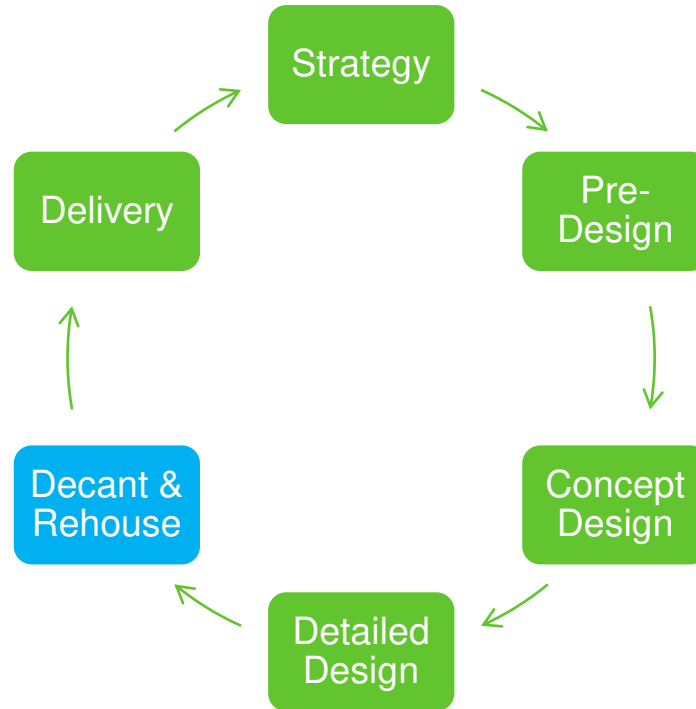 Strategy
Pre-
Design
Concept
Design
Detailed
Design
Decant &
Rehouse
Delivery